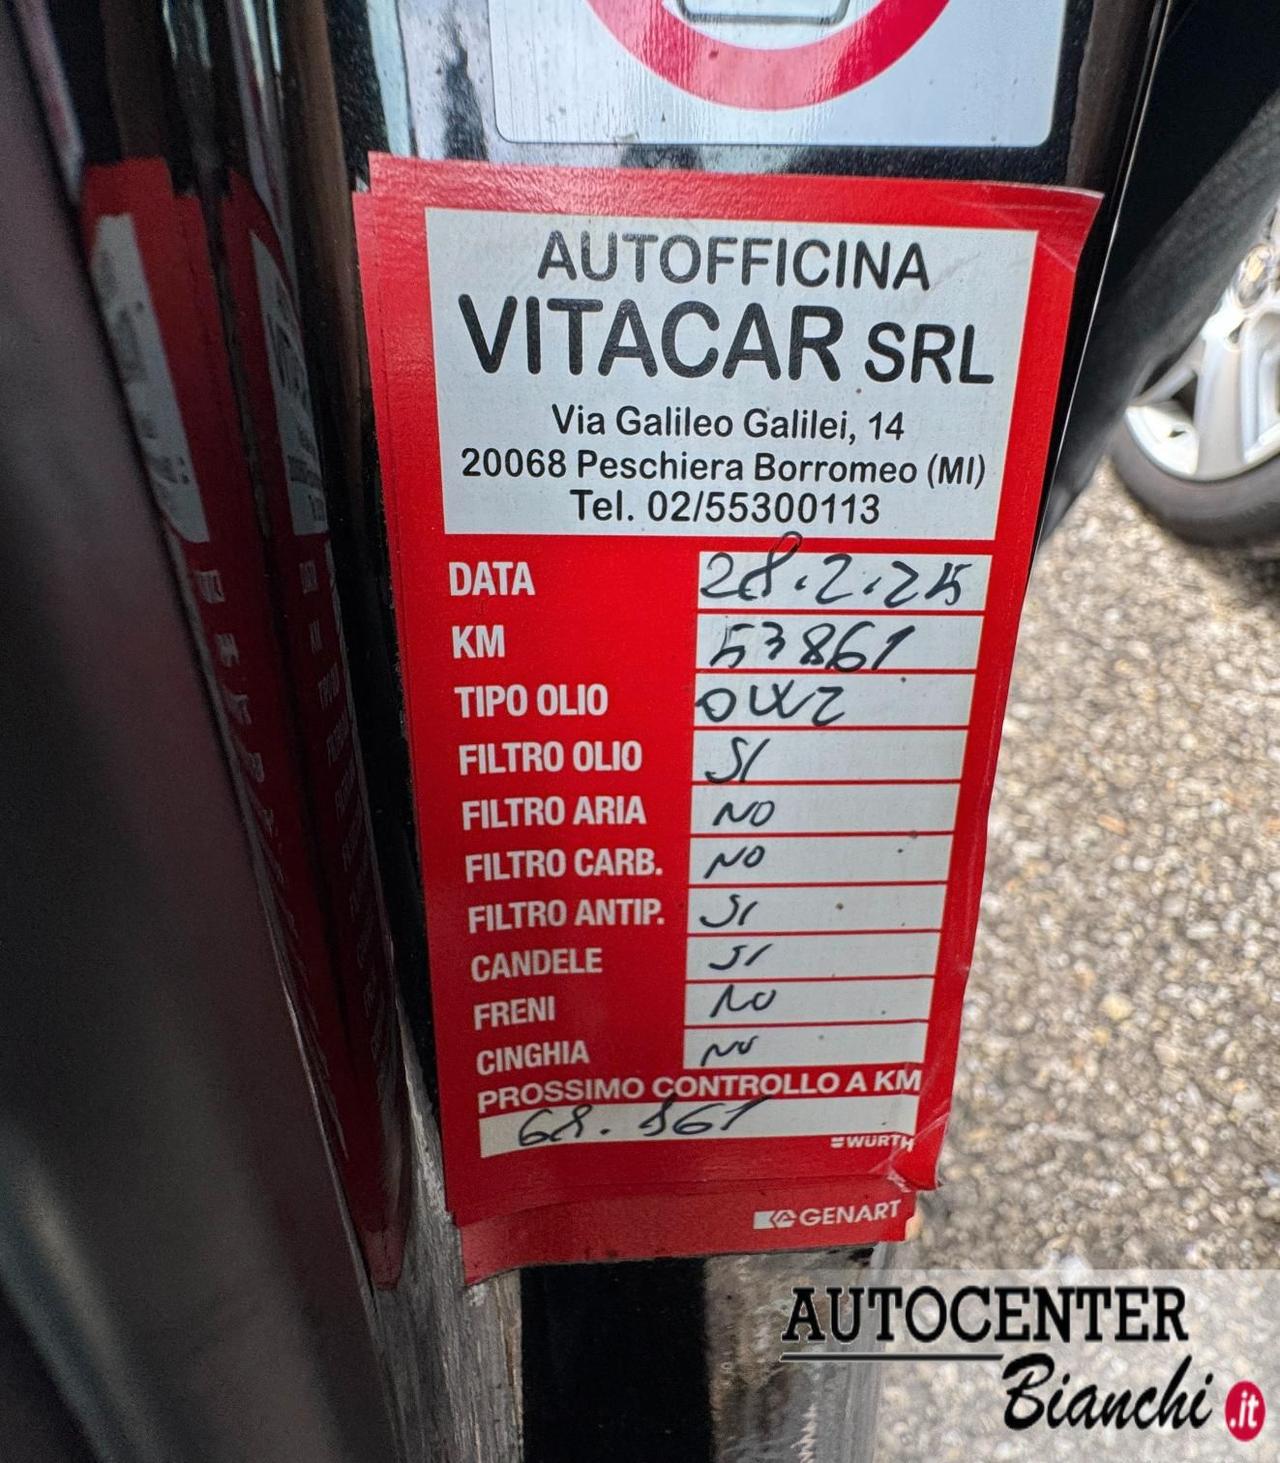 AUTOFFICINA
VITACAR SRL
Via Galileo Galilei, 14
20068 Peschiera Borromeo (MI)
Tel. 02/55300113
DATA 28.2.25
KM 53861
TIPO OLIO 0W2
FILTRO OLIO SI
FILTRO ARIA NO
FILTRO CARB. NO
FILTRO ANTIP. SI
CANDELE SI
FRENI NO
CINGHIA NO
PROSSIMO CONTROLLO A KM
68.861
WÜRTH
GENART
AUTOCENTER
Bianchi .it